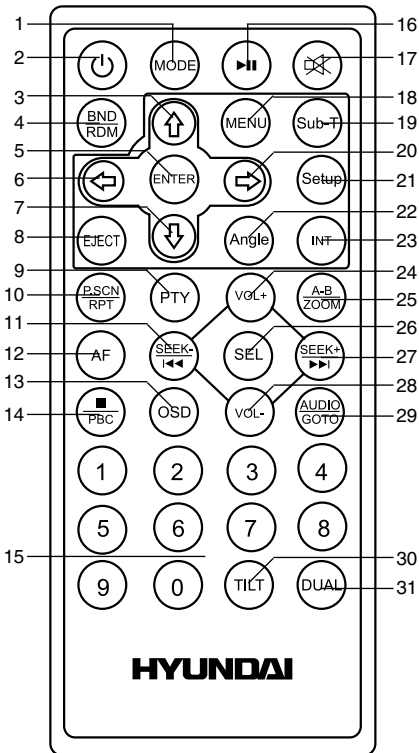 1
16
2
MODE
17
3
BND
RDM
MENU
Sub-T
18
4
19
5
ENTER
20
6
Setup
21
7
22
8
EJECT
Angle
INT
23
9
24
10
P.SCN
RPT
PTY
VOL+
A-B
ZOOM
25
11
26
12
AF
SEEK-
SEL
SEEK+
27
13
28
14
PBC
OSD
VOL-
AUDIO
GOTO
29
1 2 3 4
5 6 7 8
15
30
9 0 TILT DUAL
31
HYUNDAI